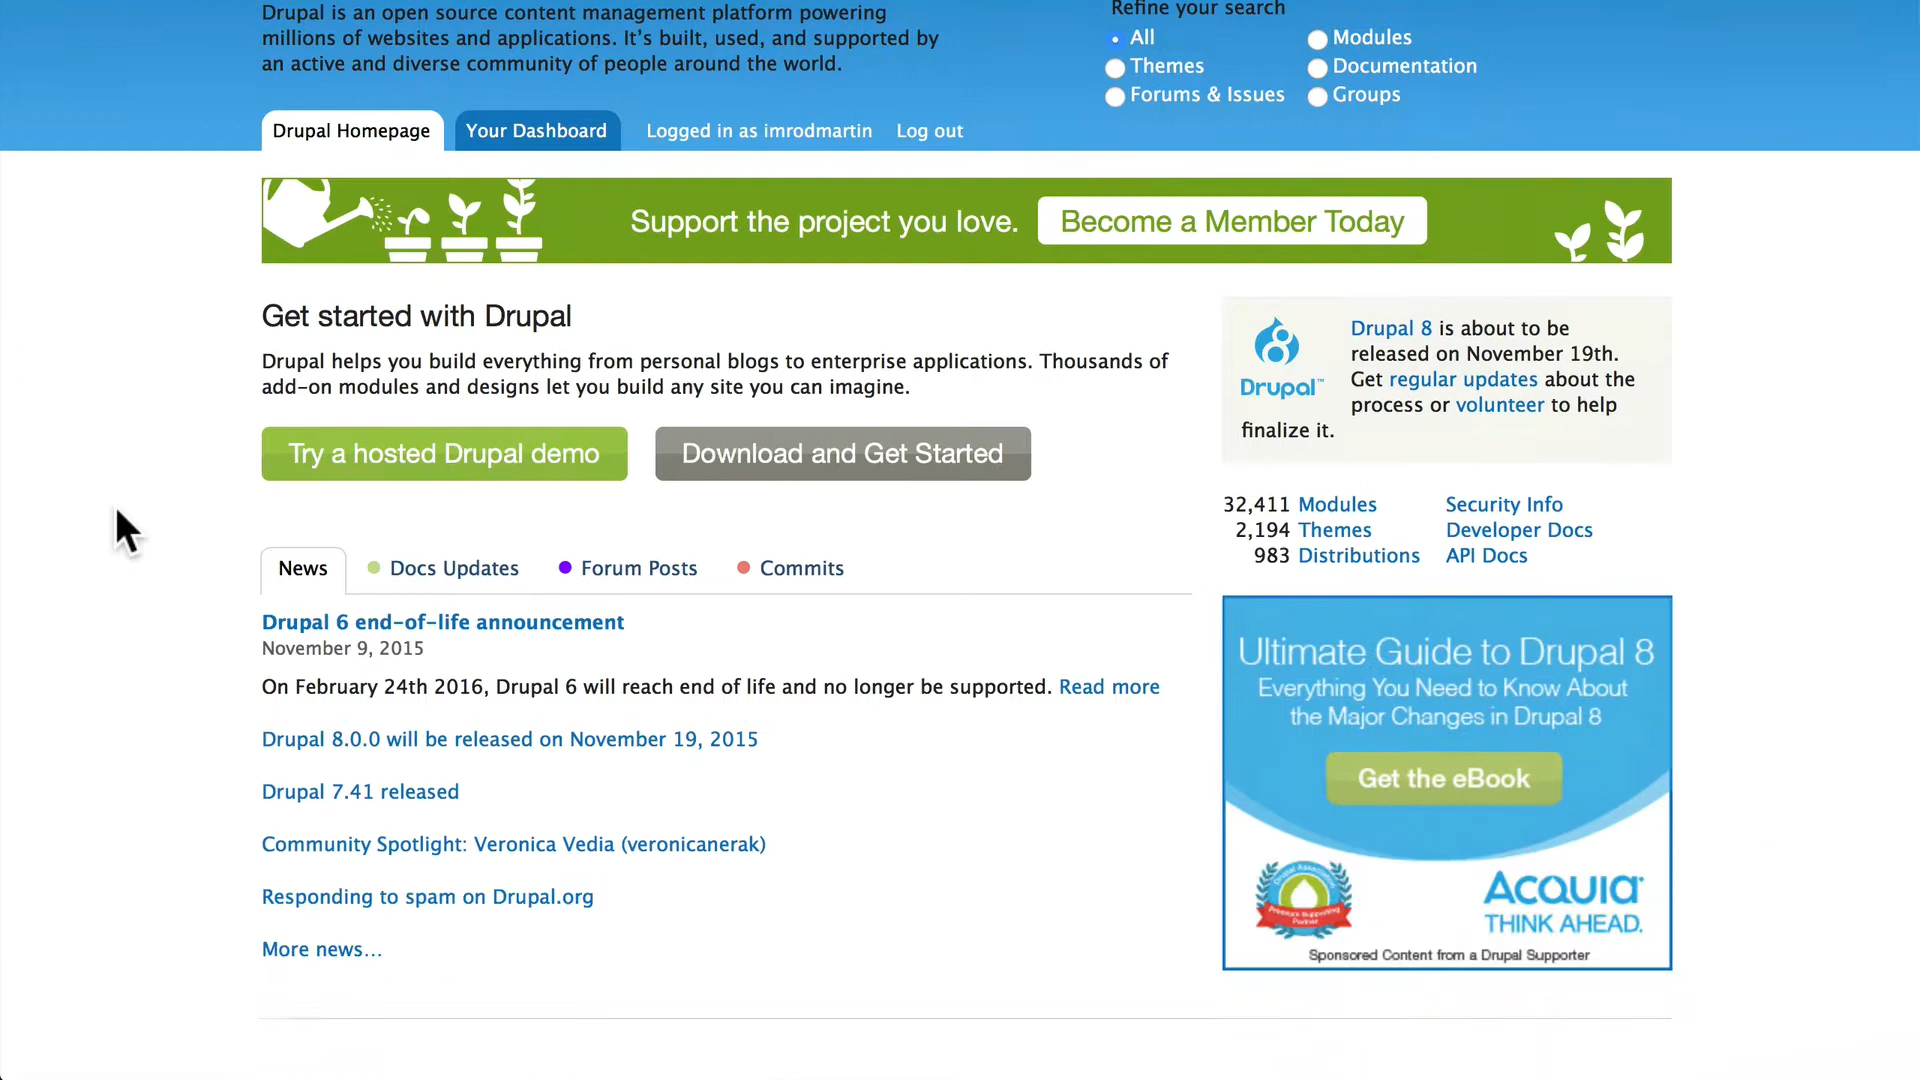 Drupal is an open source content management platform powering
millions of websites and applications. It's built, used, and supported by
an active and diverse community of people around the world.
Refine your search
All
Modules
Themes
Documentation
Forums & Issues
Groups
Drupal Homepage
Your Dashboard
Logged in as imrodmartin
Log out
Support the project you love.
Become a Member Today
Get started with Drupal
Drupal helps you build everything from personal blogs to enterprise applications. Thousands of
add-on modules and designs let you build any site you can imagine.
Try a hosted Drupal demo
Download and Get Started
Drupal™
Drupal 8 is about to be
released on November 19th.
Get regular updates about the
process or volunteer to help
finalize it.
32,411 Modules
2,194 Themes
983 Distributions
Security Info
Developer Docs
API Docs
News
Docs Updates
Forum Posts
Commits
Drupal 6 end-of-life announcement
November 9, 2015
On February 24th 2016, Drupal 6 will reach end of life and no longer be supported. Read more
Drupal 8.0.0 will be released on November 19, 2015
Drupal 7.41 released
Community Spotlight: Veronica Vedia (veronicanerak)
Responding to spam on Drupal.org
More news...
Ultimate Guide to Drupal 8
Everything You Need to Know About
the Major Changes in Drupal 8
Get the eBook
Drupal Association
Supporting
Partner
ACQUIA
THINK AHEAD.
Sponsored Content from a Drupal Supporter